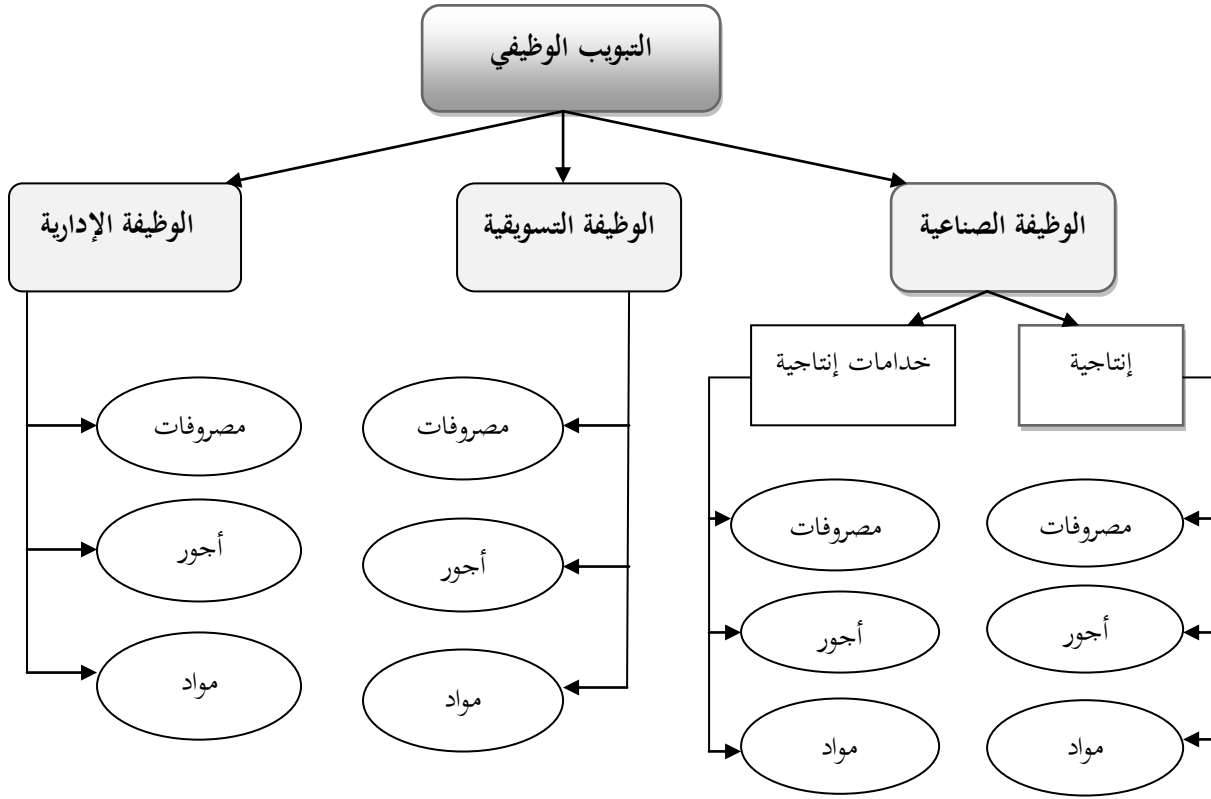 التبويب الوظيفي
الوظيفة الصناعية
الوظيفة التسويقية
الوظيفة الإدارية
إنتاجية
خدامات إنتاجية
مصروفات
مصروفات
مصروفات
مصروفات
أجور
أجور
أجور
أجور
مواد
مواد
مواد
مواد